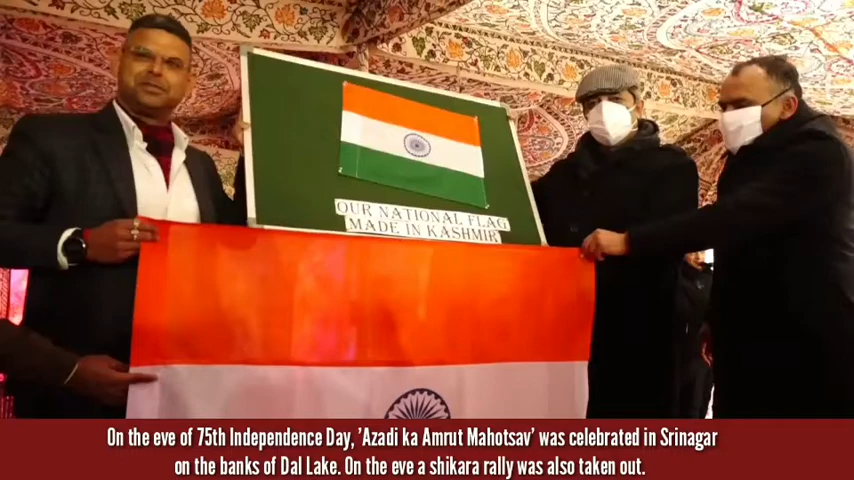 OUR NATIONAL FLAG
MADE IN KASHMIR
On the eve of 75th Independence Day, 'Azadi ka Amrut Mahotsav' was celebrated in Srinagar
on the banks of Dal Lake. On the eve a shikara rally was also taken out.